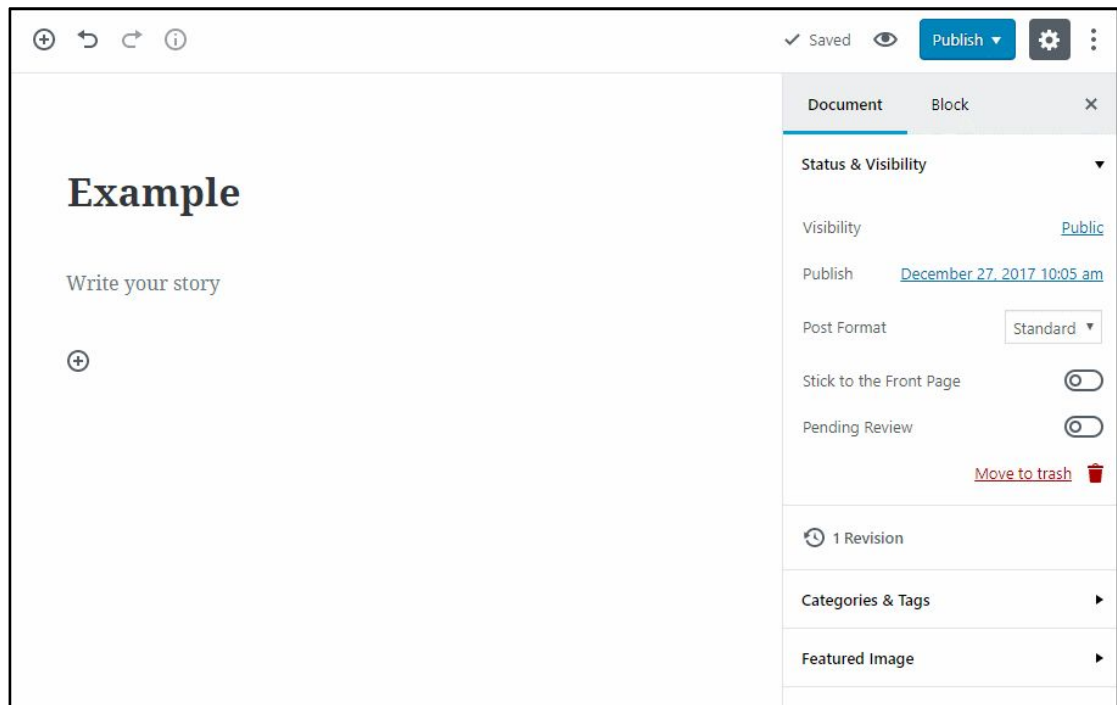 Saved Publish
Document Block
Status & Visibility
Example
Visibility Public
Write your story
Publish December 27, 2017 10:05 am
Post Format Standard
Stick to the Front Page
Pending Review
Move to trash
1 Revision
Categories & Tags
Featured Image